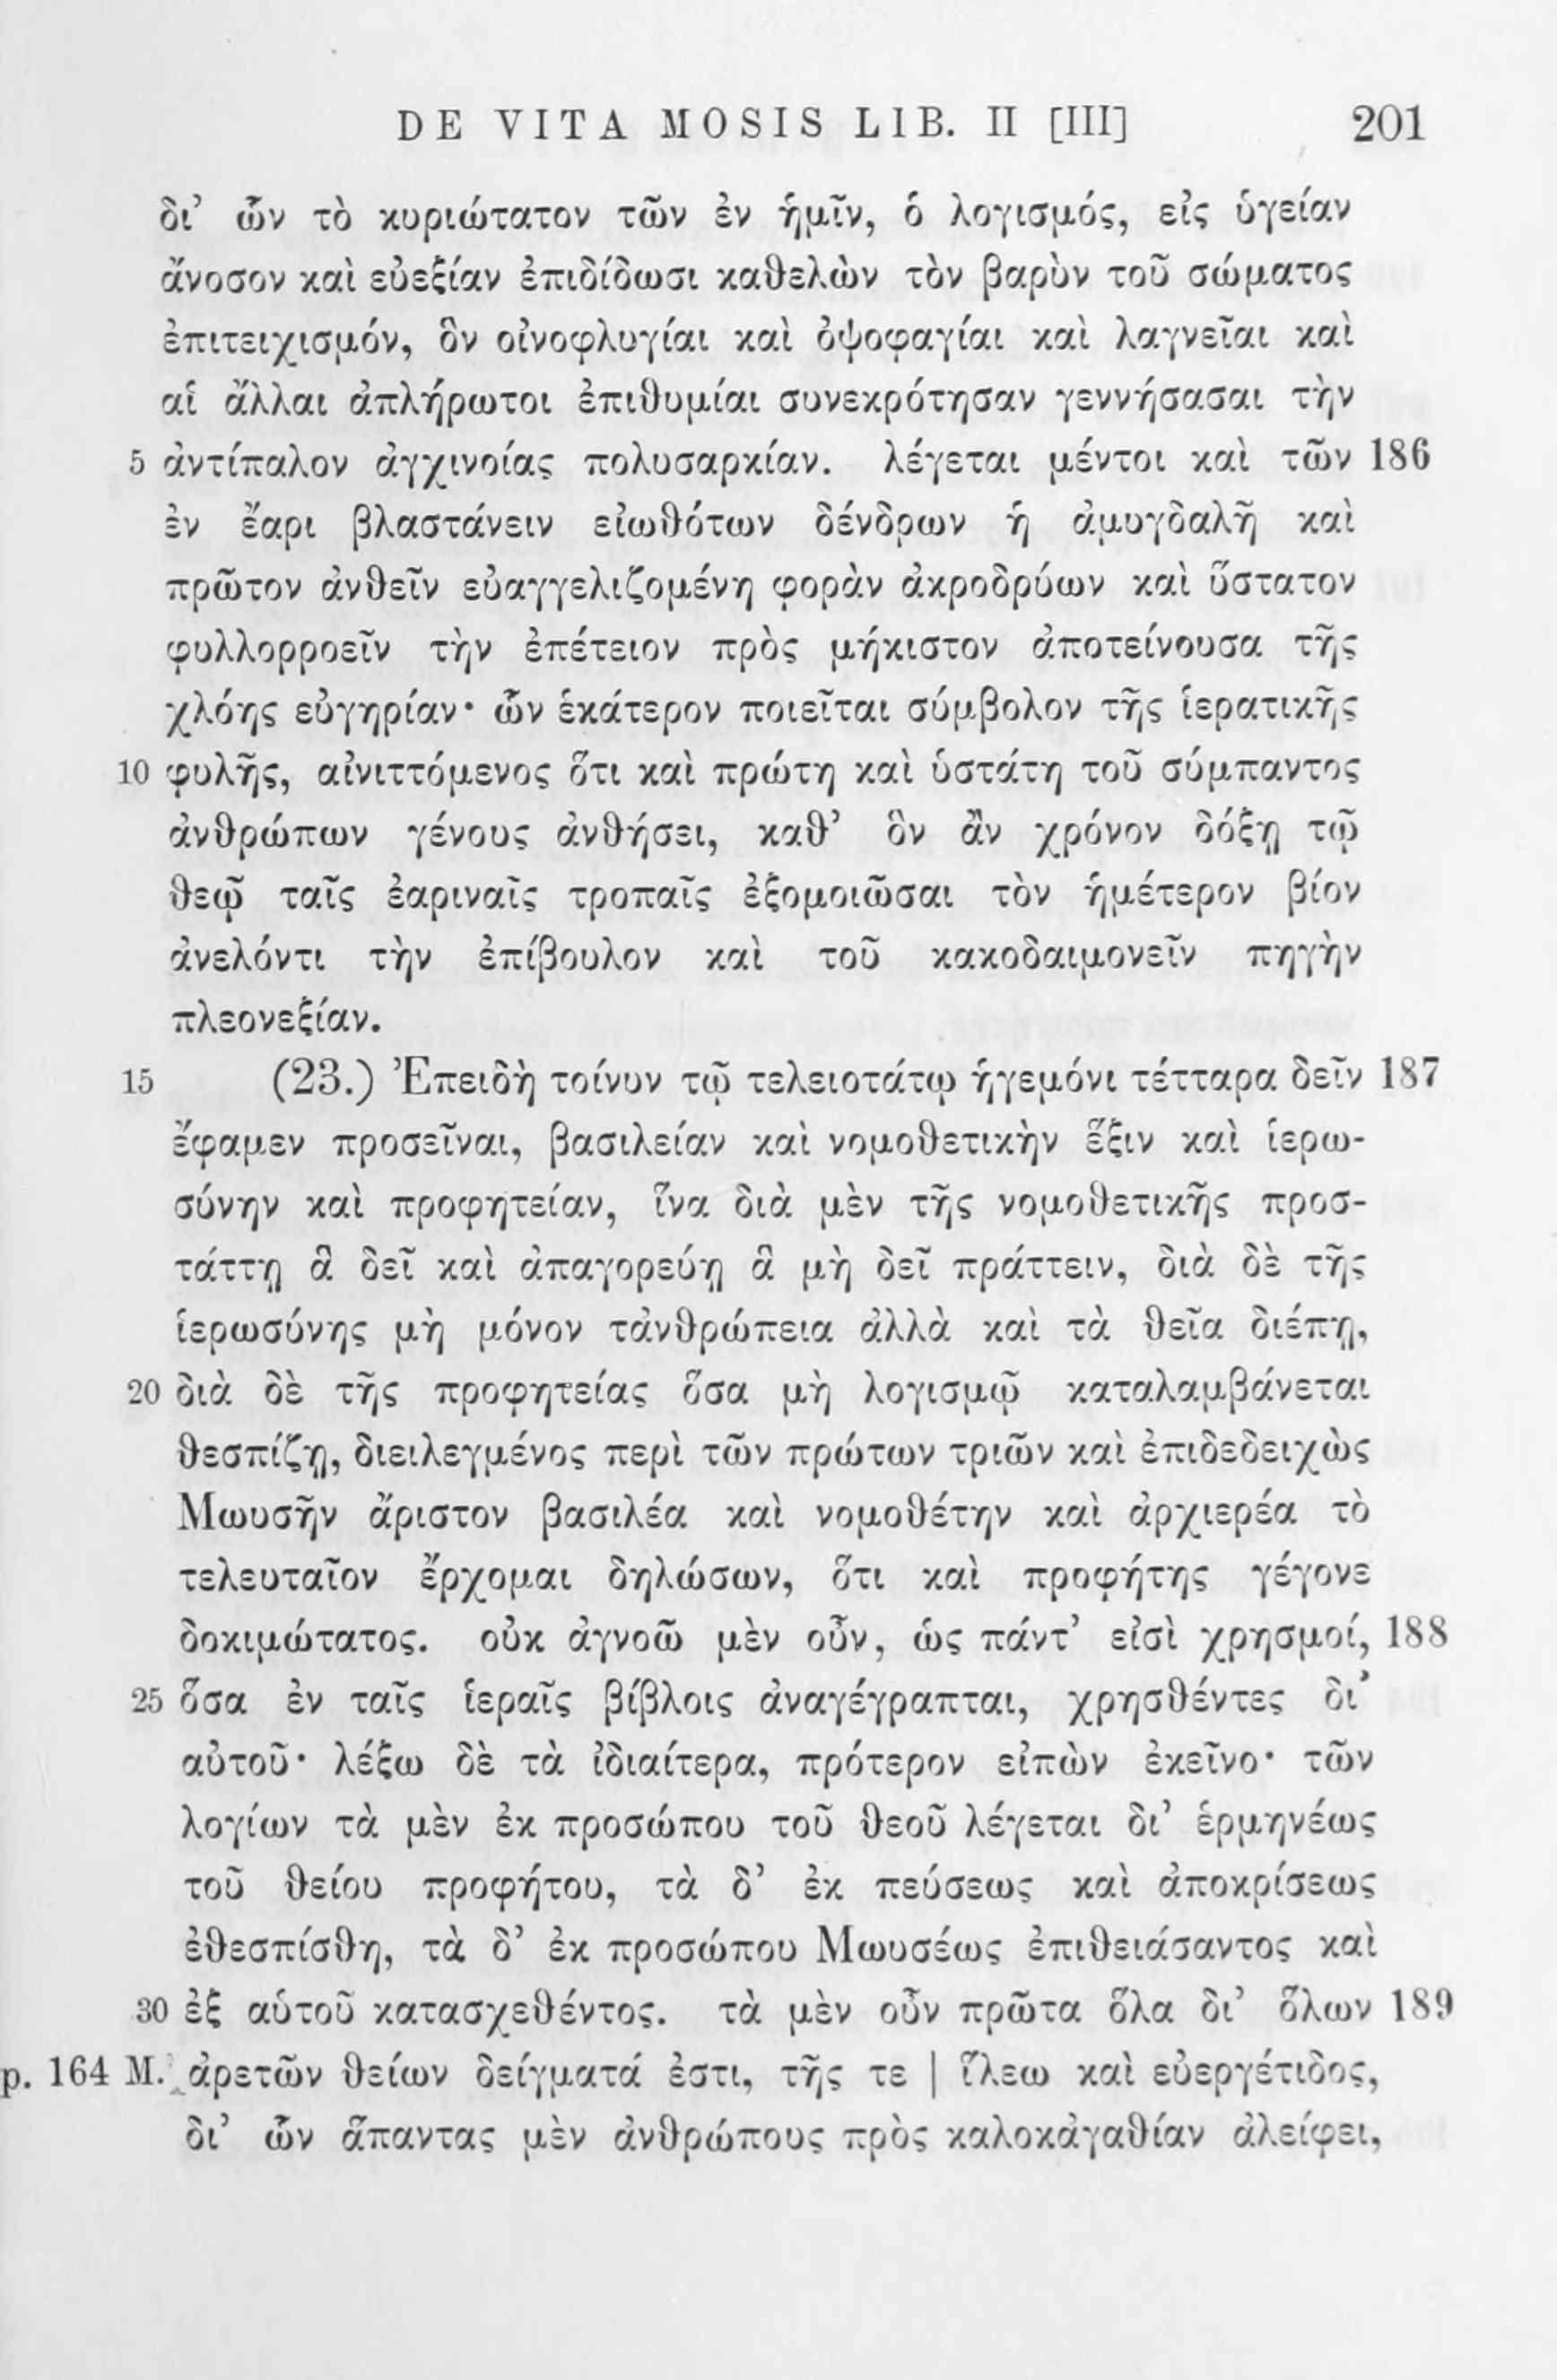 DE VITA MOSIS LIB. II [III] 201
δι’ ὧν τὸ κυριώτατον τῶν ἐν ἡμῖν, ὁ λογισμός, εἰς ὑγείαν
ἄνοσον καὶ εὐεξίαν ἐπιδίδωσι καθελὼν τὸν βαρὺν τοῦ σώματος
ἐπιτειχισμόν, ὃν οἰνοφλυγίαι καὶ ὀψοφαγίαι καὶ λαγνεῖαι καὶ
αἱ ἄλλαι ἀπλήρωτοι ἐπιθυμίαι συνεκρότησαν γεννήσασαι τὴν
5 ἀντίπαλον ἀγχινοίας πολυσαρκίαν. λέγεται μέντοι καὶ τῶν 186
ἐν ἔαρι βλαστάνειν εἰωθότων δένδρων ἡ ἀμυγδαλῆ καὶ
πρῶτον ἀνθεῖν εὐαγγελιζομένη φορὰν ἀκροδρύων καὶ ὕστατον
φυλλορροεῖν τὴν ἐπέτειον πρὸς μήκιστον ἀποτείνουσα τῆς
χλόης εὐγηρίαν· ὧν ἑκάτερον ποιεῖται σύμβολον τῆς ἱερατικῆς
10 φυλῆς, αἰνιττόμενος ὅτι καὶ πρώτη καὶ ὑστάτη τοῦ σύμπαντος
ἀνθρώπων γένους ἀνθήσει, καθ’ ὃν ἂν χρόνον δόξῃ τῷ
θεῷ ταῖς ἐαριναῖς τροπαῖς ἐξομοιῶσαι τὸν ἡμέτερον βίον
ἀνελόντι τὴν ἐπίβουλον καὶ τοῦ κακοδαιμονεῖν πηγὴν
πλεονεξίαν.
15 (23.) Ἐπειδὴ τοίνυν τῷ τελειοτάτῳ ἡγεμόνι τέτταρα δεῖν 187
ἔφαμεν προσεῖναι, βασιλείαν καὶ νομοθετικὴν ἕξιν καὶ ἱερω-
σύνην καὶ προφητείαν, ἵνα διὰ μὲν τῆς νομοθετικῆς προσ-
τάττῃ ἃ δεῖ καὶ ἀπαγορεύῃ ἃ μὴ δεῖ πράττειν, διὰ δὲ τῆς
ἱερωσύνης μὴ μόνον τἀνθρώπεια ἀλλὰ καὶ τὰ θεῖα διέπῃ,
20 διὰ δὲ τῆς προφητείας ὅσα μὴ λογισμῷ καταλαμβάνεται
θεσπίζῃ, διειλεγμένος περὶ τῶν πρώτων τριῶν καὶ ἐπιδεδειχὼς
Μωυσῆν ἄριστον βασιλέα καὶ νομοθέτην καὶ ἀρχιερέα τὸ
τελευταῖον ἔρχομαι δηλώσων, ὅτι καὶ προφήτης γέγονε
δοκιμώτατος. οὐκ ἀγνοῶ μὲν οὖν, ὡς πάντ’ εἰσὶ χρησμοί, 188
25 ὅσα ἐν ταῖς ἱεραῖς βίβλοις ἀναγέγραπται, χρησθέντες δι’
αὐτοῦ· λέξω δὲ τὰ ἰδιαίτερα, πρότερον εἰπὼν ἐκεῖνο· τῶν
λογίων τὰ μὲν ἐκ προσώπου τοῦ θεοῦ λέγεται δι’ ἑρμηνέως
τοῦ θείου προφήτου, τὰ δ’ ἐκ πεύσεως καὶ ἀποκρίσεως
ἐθεσπίσθη, τὰ δ’ ἐκ προσώπου Μωυσέως ἐπιθειάσαντος καὶ
30 ἐξ αὑτοῦ κατασχεθέντος. τὰ μὲν οὖν πρῶτα ὅλα δι’ ὅλων 189
p. 164 M. ἀρετῶν θείων δείγματά ἐστι, τῆς τε | ἵλεω καὶ εὐεργέτιδος,
δι’ ὧν ἅπαντας μὲν ἀνθρώπους πρὸς καλοκἀγαθίαν ἀλείφει,